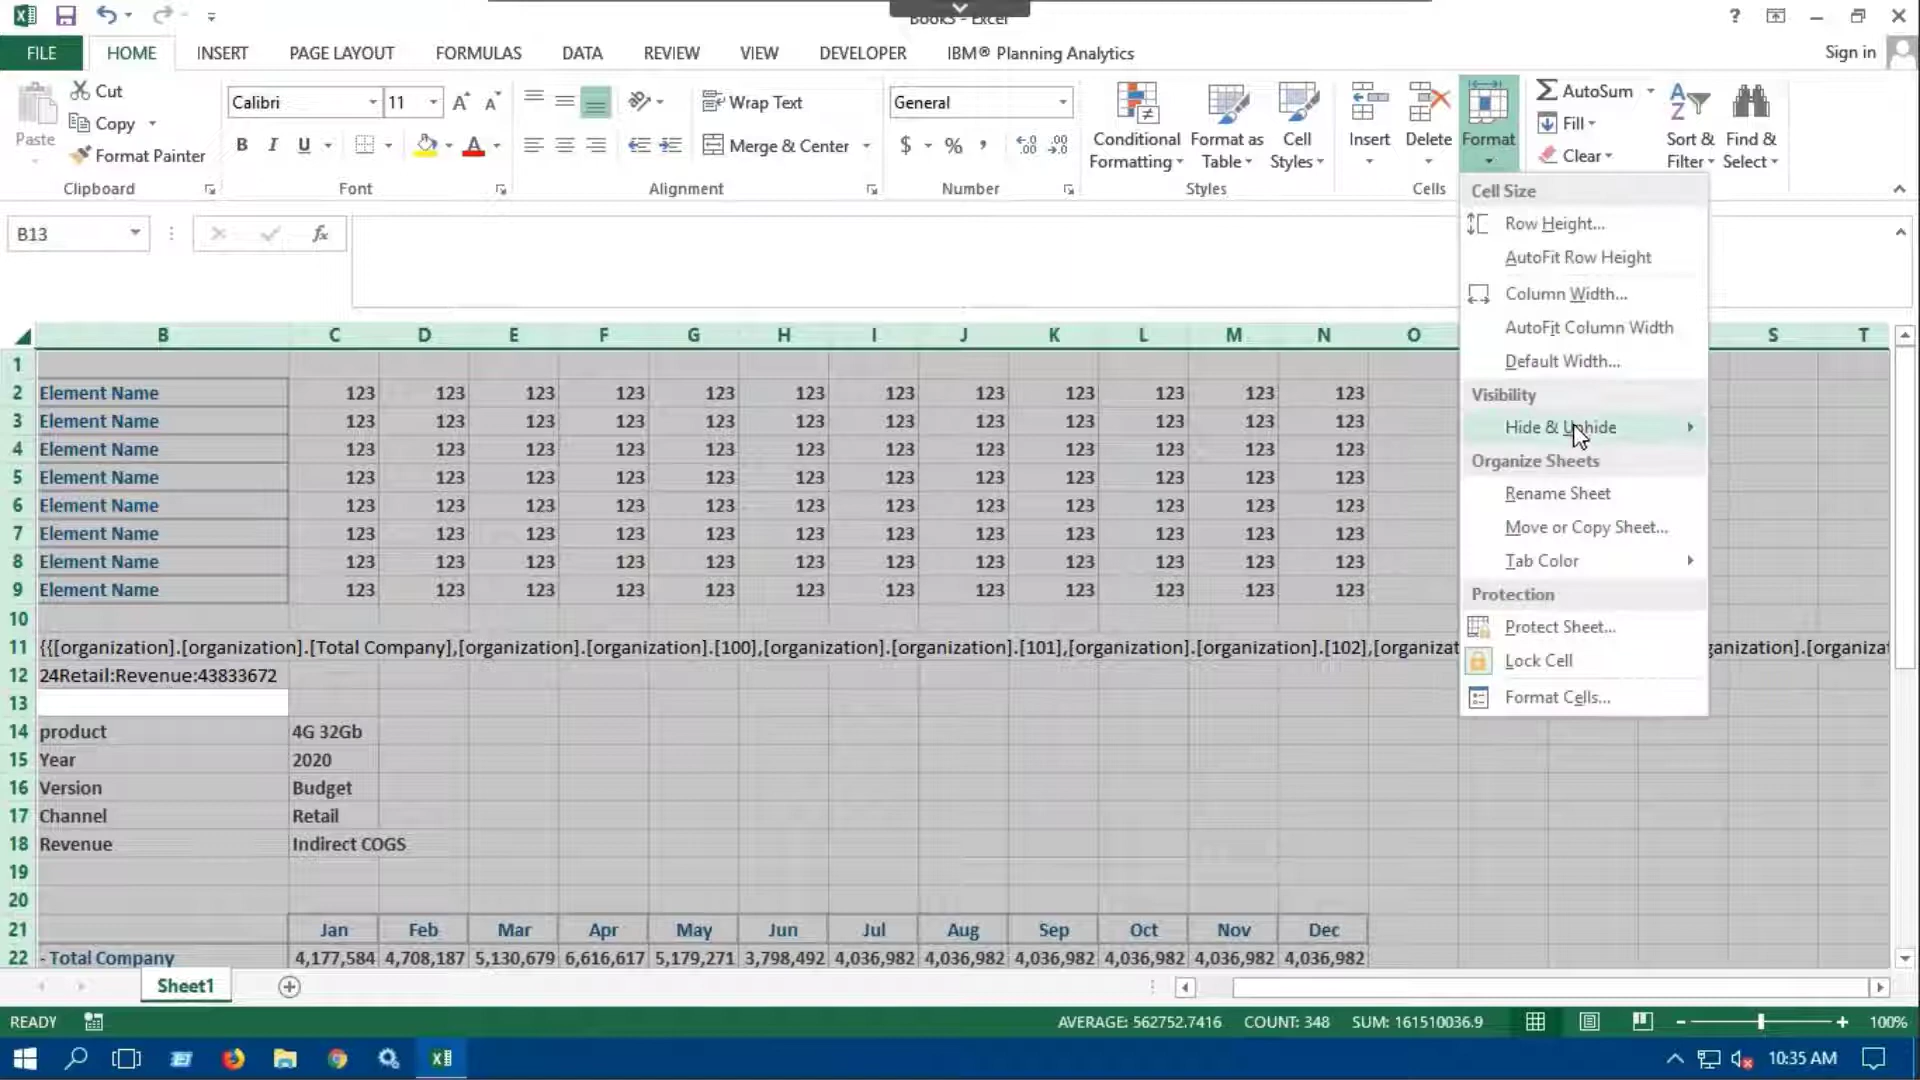 Book3 - Excel
?
FILE HOME INSERT PAGE LAYOUT FORMULAS DATA REVIEW VIEW DEVELOPER IBM® Planning Analytics Sign in
Paste
Cut
Copy
Format Painter
Clipboard
Calibri 11
B I U
Font
Wrap Text
Merge & Center
Alignment
General
$ % ,
Number
Conditional Formatting
Format as Table
Cell Styles
Styles
Insert
Delete
Format
Cells
AutoSum
Fill
Clear
Sort & Filter
Find & Select
B13
fx
Cell Size
Row Height...
AutoFit Row Height
Column Width...
AutoFit Column Width
Default Width...
Visibility
Hide & Unhide
Organize Sheets
Rename Sheet
Move or Copy Sheet...
Tab Color
Protection
Protect Sheet...
Lock Cell
Format Cells...
B C D E F G H I J K L M N O S T
1
2 Element Name 123 123 123 123 123 123 123 123 123 123 123 123
3 Element Name 123 123 123 123 123 123 123 123 123 123 123 123
4 Element Name 123 123 123 123 123 123 123 123 123 123 123 123
5 Element Name 123 123 123 123 123 123 123 123 123 123 123 123
6 Element Name 123 123 123 123 123 123 123 123 123 123 123 123
7 Element Name 123 123 123 123 123 123 123 123 123 123 123 123
8 Element Name 123 123 123 123 123 123 123 123 123 123 123 123
9 Element Name 123 123 123 123 123 123 123 123 123 123 123 123
10
11 {{[organization].[organization].[Total Company],[organization].[organization].[100],[organization].[organization].[101],[organization].[organization].[102],[organizat ganization].[organizat
12 24Retail:Revenue:43833672
13
14 product 4G 32Gb
15 Year 2020
16 Version Budget
17 Channel Retail
18 Revenue Indirect COGS
19
20
21 Jan Feb Mar Apr May Jun Jul Aug Sep Oct Nov Dec
22 - Total Company 4,177,584 4,708,187 5,130,679 6,616,617 5,179,271 3,798,492 4,036,982 4,036,982 4,036,982 4,036,982 4,036,982 4,036,982
Sheet1
READY AVERAGE: 562752.7416 COUNT: 348 SUM: 161510036.9 100%
10:35 AM